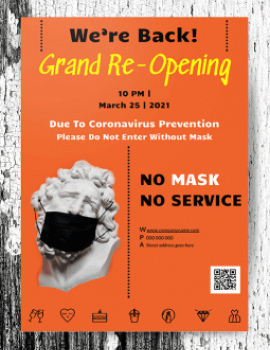 We're Back!
Grand Re-Opening
10 PM |
March 25 | 2021
Due To Coronavirus Prevention
Please Do Not Enter Without Mask
NO MASK
NO SERVICE
W www.companyname.com
P 000 000 000
A Street address goes here